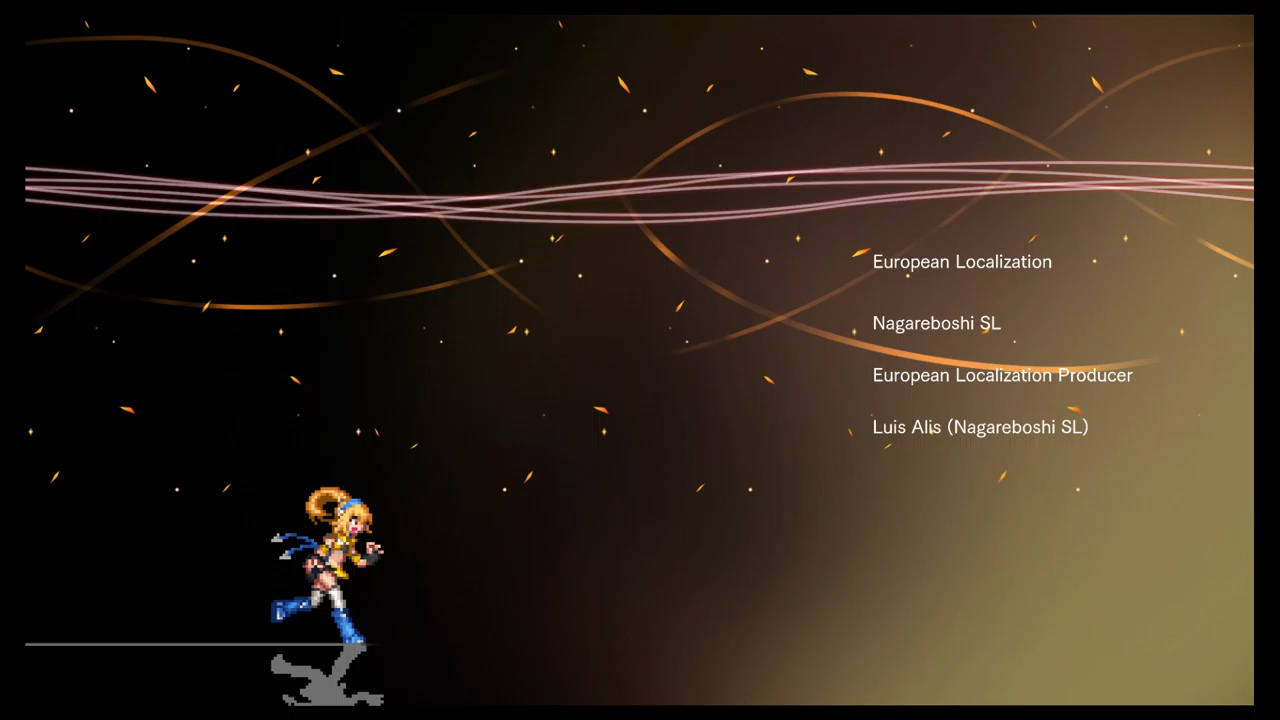 European Localization
Nagareboshi SL
European Localization Producer
Luis Alis (Nagareboshi SL)